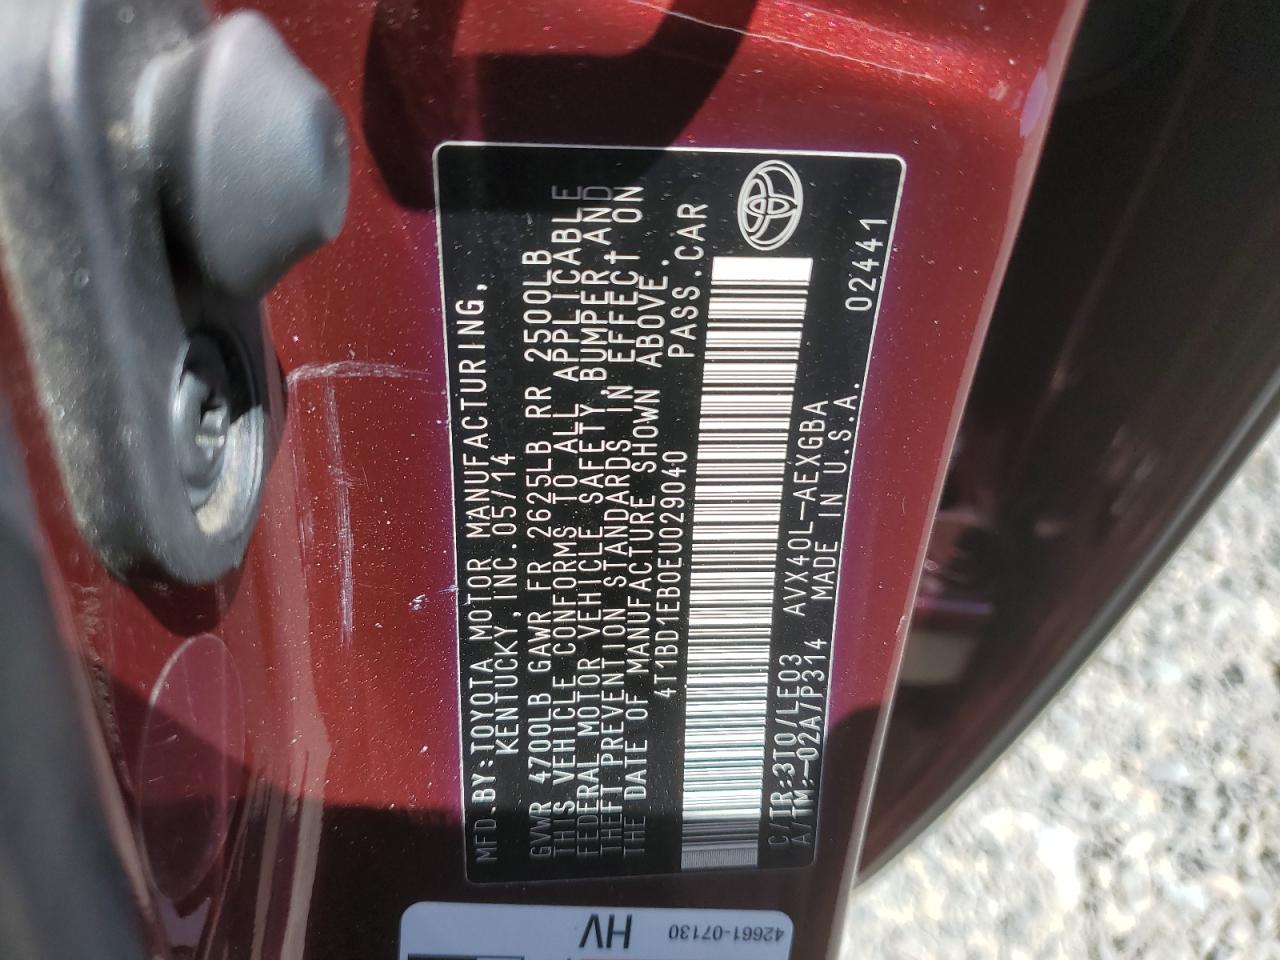 MFD.BY:TOYOTA MOTOR MANUFACTURING,
KENTUCKY,INC.05/14
GVWR 4700LB GAWR FR 2625LB RR 2500LB
THIS VEHICLE CONFORMS TO ALL APPLICABLE
FEDERAL MOTOR VEHICLE SAFETY,BUMPER,AND
THEFT PREVENTION STANDARDS IN EFFECT ON
THE DATE OF MANUFACTURE SHOWN ABOVE.
4T1BD1EB0EU029040 PASS.CAR
C/TR:3T0/LE03 AVX40L-AEXGBA
A/TM:-02A/P314 MADE IN U.S.A. 02441
HV
42661-07130